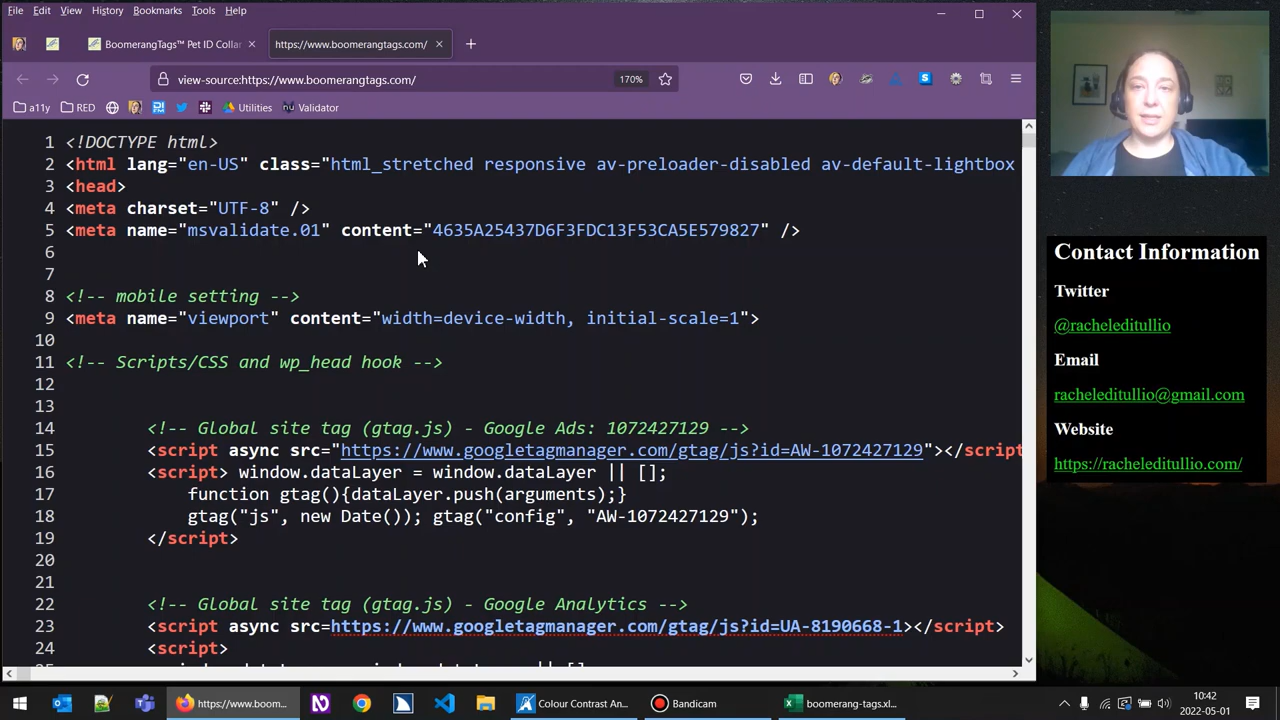 File Edit View History Bookmarks Tools Help
BoomerangTags™ Pet ID Collar
https://www.boomerangtags.com/
view-source:https://www.boomerangtags.com/
170%
a11y
RED
Utilities
Validator
1 <!DOCTYPE html>
2 <html lang="en-US" class="html_stretched responsive av-preloader-disabled av-default-lightbox
3 <head>
4 <meta charset="UTF-8" />
5 <meta name="msvalidate.01" content="4635A25437D6F3FDC13F53CA5E579827" />
6
7
8 <!-- mobile setting -->
9 <meta name="viewport" content="width=device-width, initial-scale=1">
10
11 <!-- Scripts/CSS and wp_head hook -->
12
13
14 <!-- Global site tag (gtag.js) - Google Ads: 1072427129 -->
15 <script async src="https://www.googletagmanager.com/gtag/js?id=AW-1072427129"></script
16 <script> window.dataLayer = window.dataLayer || [];
17 function gtag(){dataLayer.push(arguments);}
18 gtag("js", new Date()); gtag("config", "AW-1072427129");
19 </script>
20
21
22 <!-- Global site tag (gtag.js) - Google Analytics -->
23 <script async src=https://www.googletagmanager.com/gtag/js?id=UA-8190668-1></script>
24 <script>
Contact Information
Twitter
@racheleditullio
Email
racheleditullio@gmail.com
Website
https://racheleditullio.com/
https://www.boom...
Colour Contrast An...
Bandicam
boomerang-tags.xl...
10:42
2022-05-01